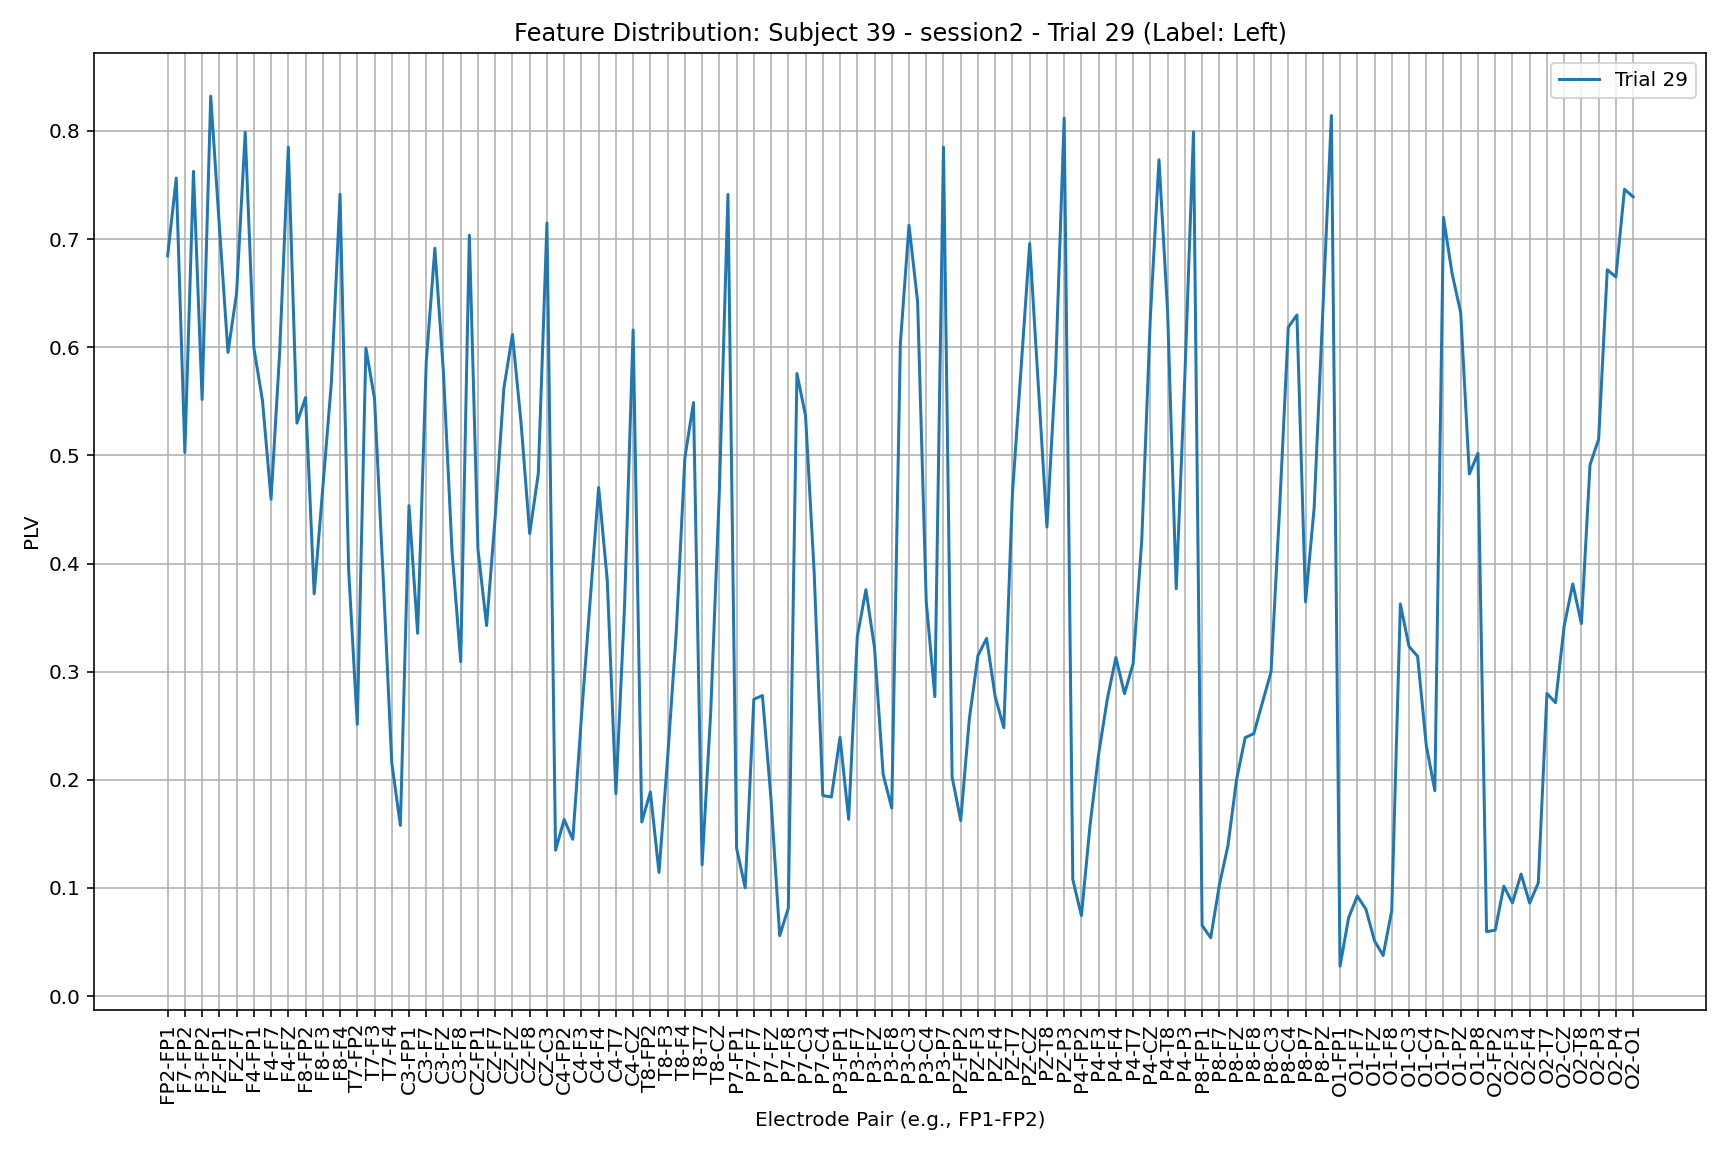 Feature Distribution: Subject 39 - session2 - Trial 29 (Label: Left)
Trial 29
PLV
0.8
0.7
0.6
0.5
0.4
0.3
0.2
0.1
0.0
FP2-FP1
F7-FP2
F3-FP2
FZ-FP1
FZ-F7
F4-FP1
F4-F7
F4-FZ
F8-FP2
F8-F3
F8-F4
T7-FP2
T7-F3
T7-F4
C3-FP1
C3-F7
C3-FZ
C3-F8
CZ-FP1
CZ-F7
CZ-FZ
CZ-F8
CZ-C3
C4-FP2
C4-F3
C4-F4
C4-T7
C4-CZ
T8-FP2
T8-F3
T8-F4
T8-T7
T8-CZ
P7-FP1
P7-F7
P7-FZ
P7-F8
P7-C3
P7-C4
P3-FP1
P3-F7
P3-FZ
P3-F8
P3-C3
P3-C4
P3-P7
PZ-FP2
PZ-F3
PZ-F4
PZ-T7
PZ-CZ
PZ-T8
PZ-P3
P4-FP2
P4-F3
P4-F4
P4-T7
P4-CZ
P4-T8
P4-P3
P8-FP1
P8-F7
P8-FZ
P8-F8
P8-C3
P8-C4
P8-P7
P8-PZ
O1-FP1
O1-F7
O1-FZ
O1-F8
O1-C3
O1-C4
O1-P7
O1-PZ
O1-P8
O2-FP2
O2-F3
O2-F4
O2-T7
O2-CZ
O2-T8
O2-P3
O2-P4
O2-O1
Electrode Pair (e.g., FP1-FP2)